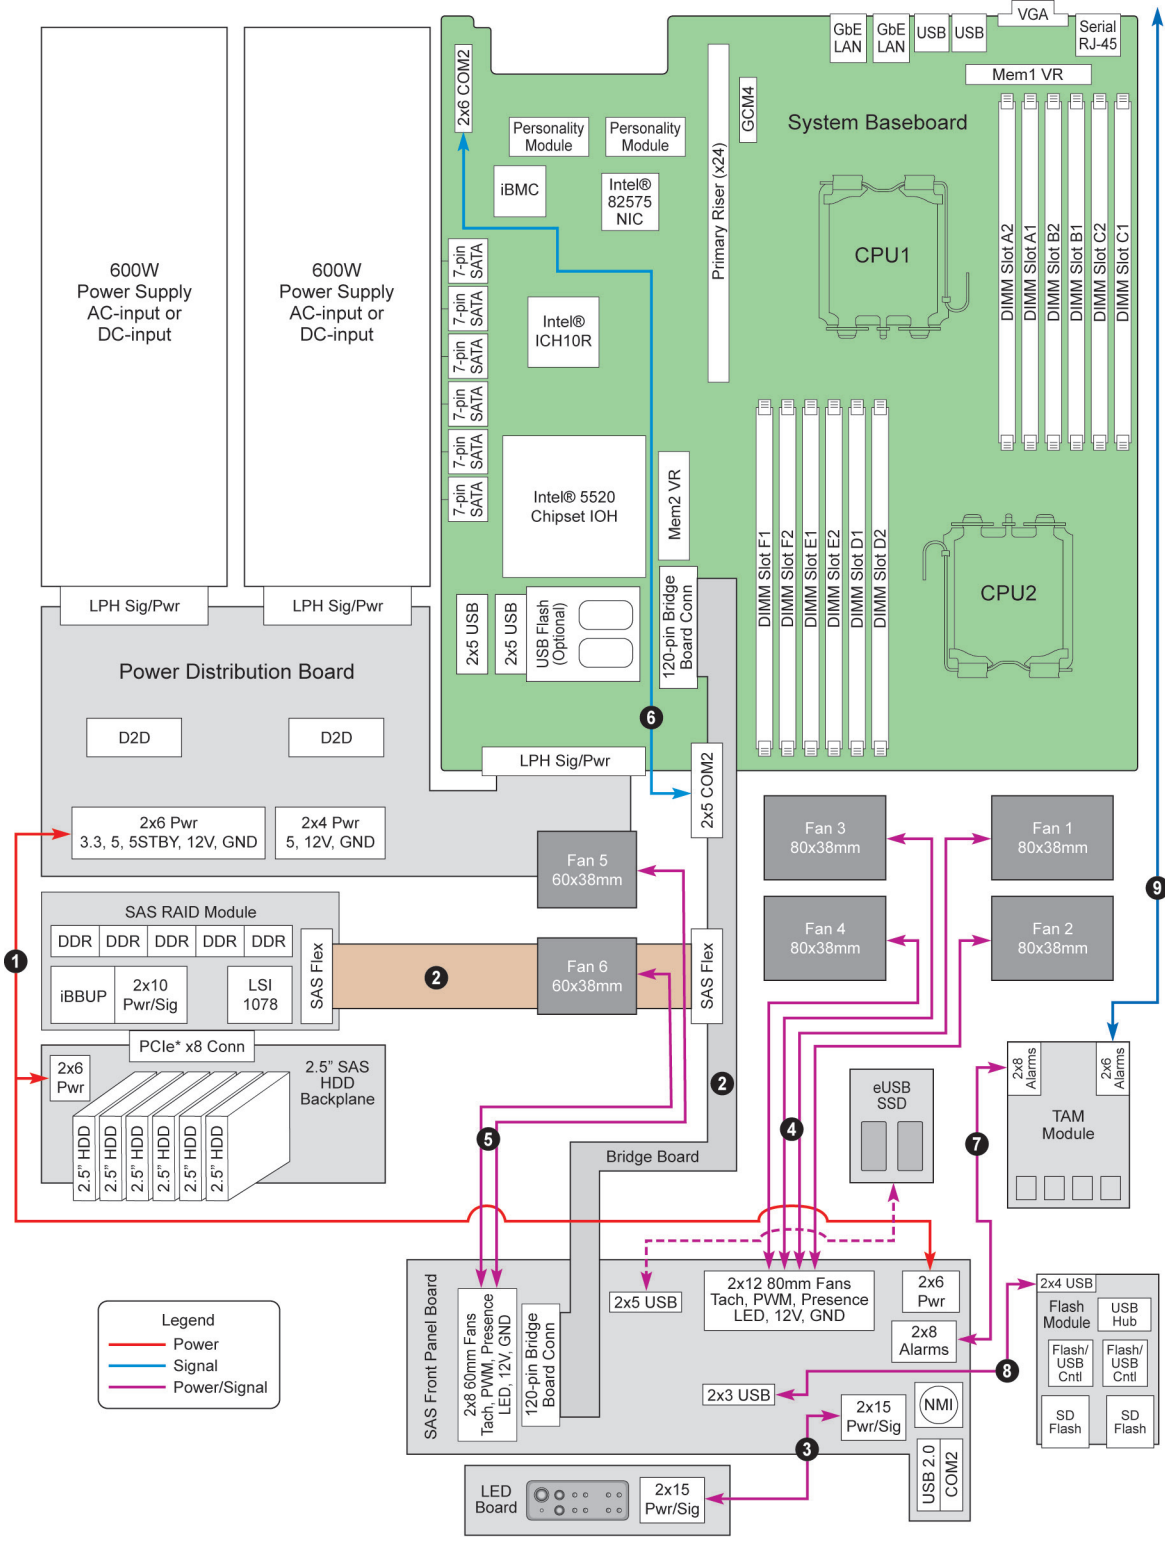 GbE
LAN
GbE
LAN
USB
USB
VGA
Serial
RJ-45
2x6 COM2
Mem1 VR
GCM4
System Baseboard
Personality
Module
Personality
Module
iBMC
Intel®
82575
NIC
Primary Riser (x24)
CPU1
DIMM Slot A2
DIMM Slot A1
DIMM Slot B2
DIMM Slot B1
DIMM Slot C2
DIMM Slot C1
600W
Power Supply
AC-input or
DC-input
600W
Power Supply
AC-input or
DC-input
7-pin
SATA
7-pin
SATA
7-pin
SATA
7-pin
SATA
7-pin
SATA
7-pin
SATA
Intel®
ICH10R
Intel® 5520
Chipset IOH
Mem2 VR
DIMM Slot F1
DIMM Slot F2
DIMM Slot E1
DIMM Slot E2
DIMM Slot D1
DIMM Slot D2
CPU2
LPH Sig/Pwr
LPH Sig/Pwr
2x5 USB
2x5 USB
USB Flash
(Optional)
120-pin Bridge
Board Conn
Power Distribution Board
D2D
D2D
6
LPH Sig/Pwr
2x5 COM2
2x6 Pwr
3.3, 5, 5STBY, 12V, GND
2x4 Pwr
5, 12V, GND
Fan 5
60x38mm
Fan 3
80x38mm
Fan 1
80x38mm
Fan 4
80x38mm
Fan 2
80x38mm
9
SAS RAID Module
DDR
DDR
DDR
DDR
DDR
1
iBBUP
2x10
Pwr/Sig
LSI
1078
SAS Flex
2
Fan 6
60x38mm
SAS Flex
PCIe* x8 Conn
2x6
Pwr
2.5" SAS
HDD
Backplane
2.5" HDD
2.5" HDD
2.5" HDD
2.5" HDD
2.5" HDD
2.5" HDD
2
5
4
Bridge Board
eUSB
SSD
2x8
Alarms
2x6
Alarms
TAM
Module
7
SAS Front Panel Board
2x8 60mm Fans
Tach, PWM, Presence
LED, 12V, GND
120-pin Bridge
Board Conn
2x5 USB
2x12 80mm Fans
Tach, PWM, Presence
LED, 12V, GND
2x6
Pwr
2x8
Alarms
2x3 USB
8
2x15
Pwr/Sig
NMI
3
USB 2.0
COM2
2x4 USB
Flash
Module
USB
Hub
Flash/
USB
Cntl
Flash/
USB
Cntl
SD
Flash
SD
Flash
Legend
Power
Signal
Power/Signal
LED
Board
2x15
Pwr/Sig